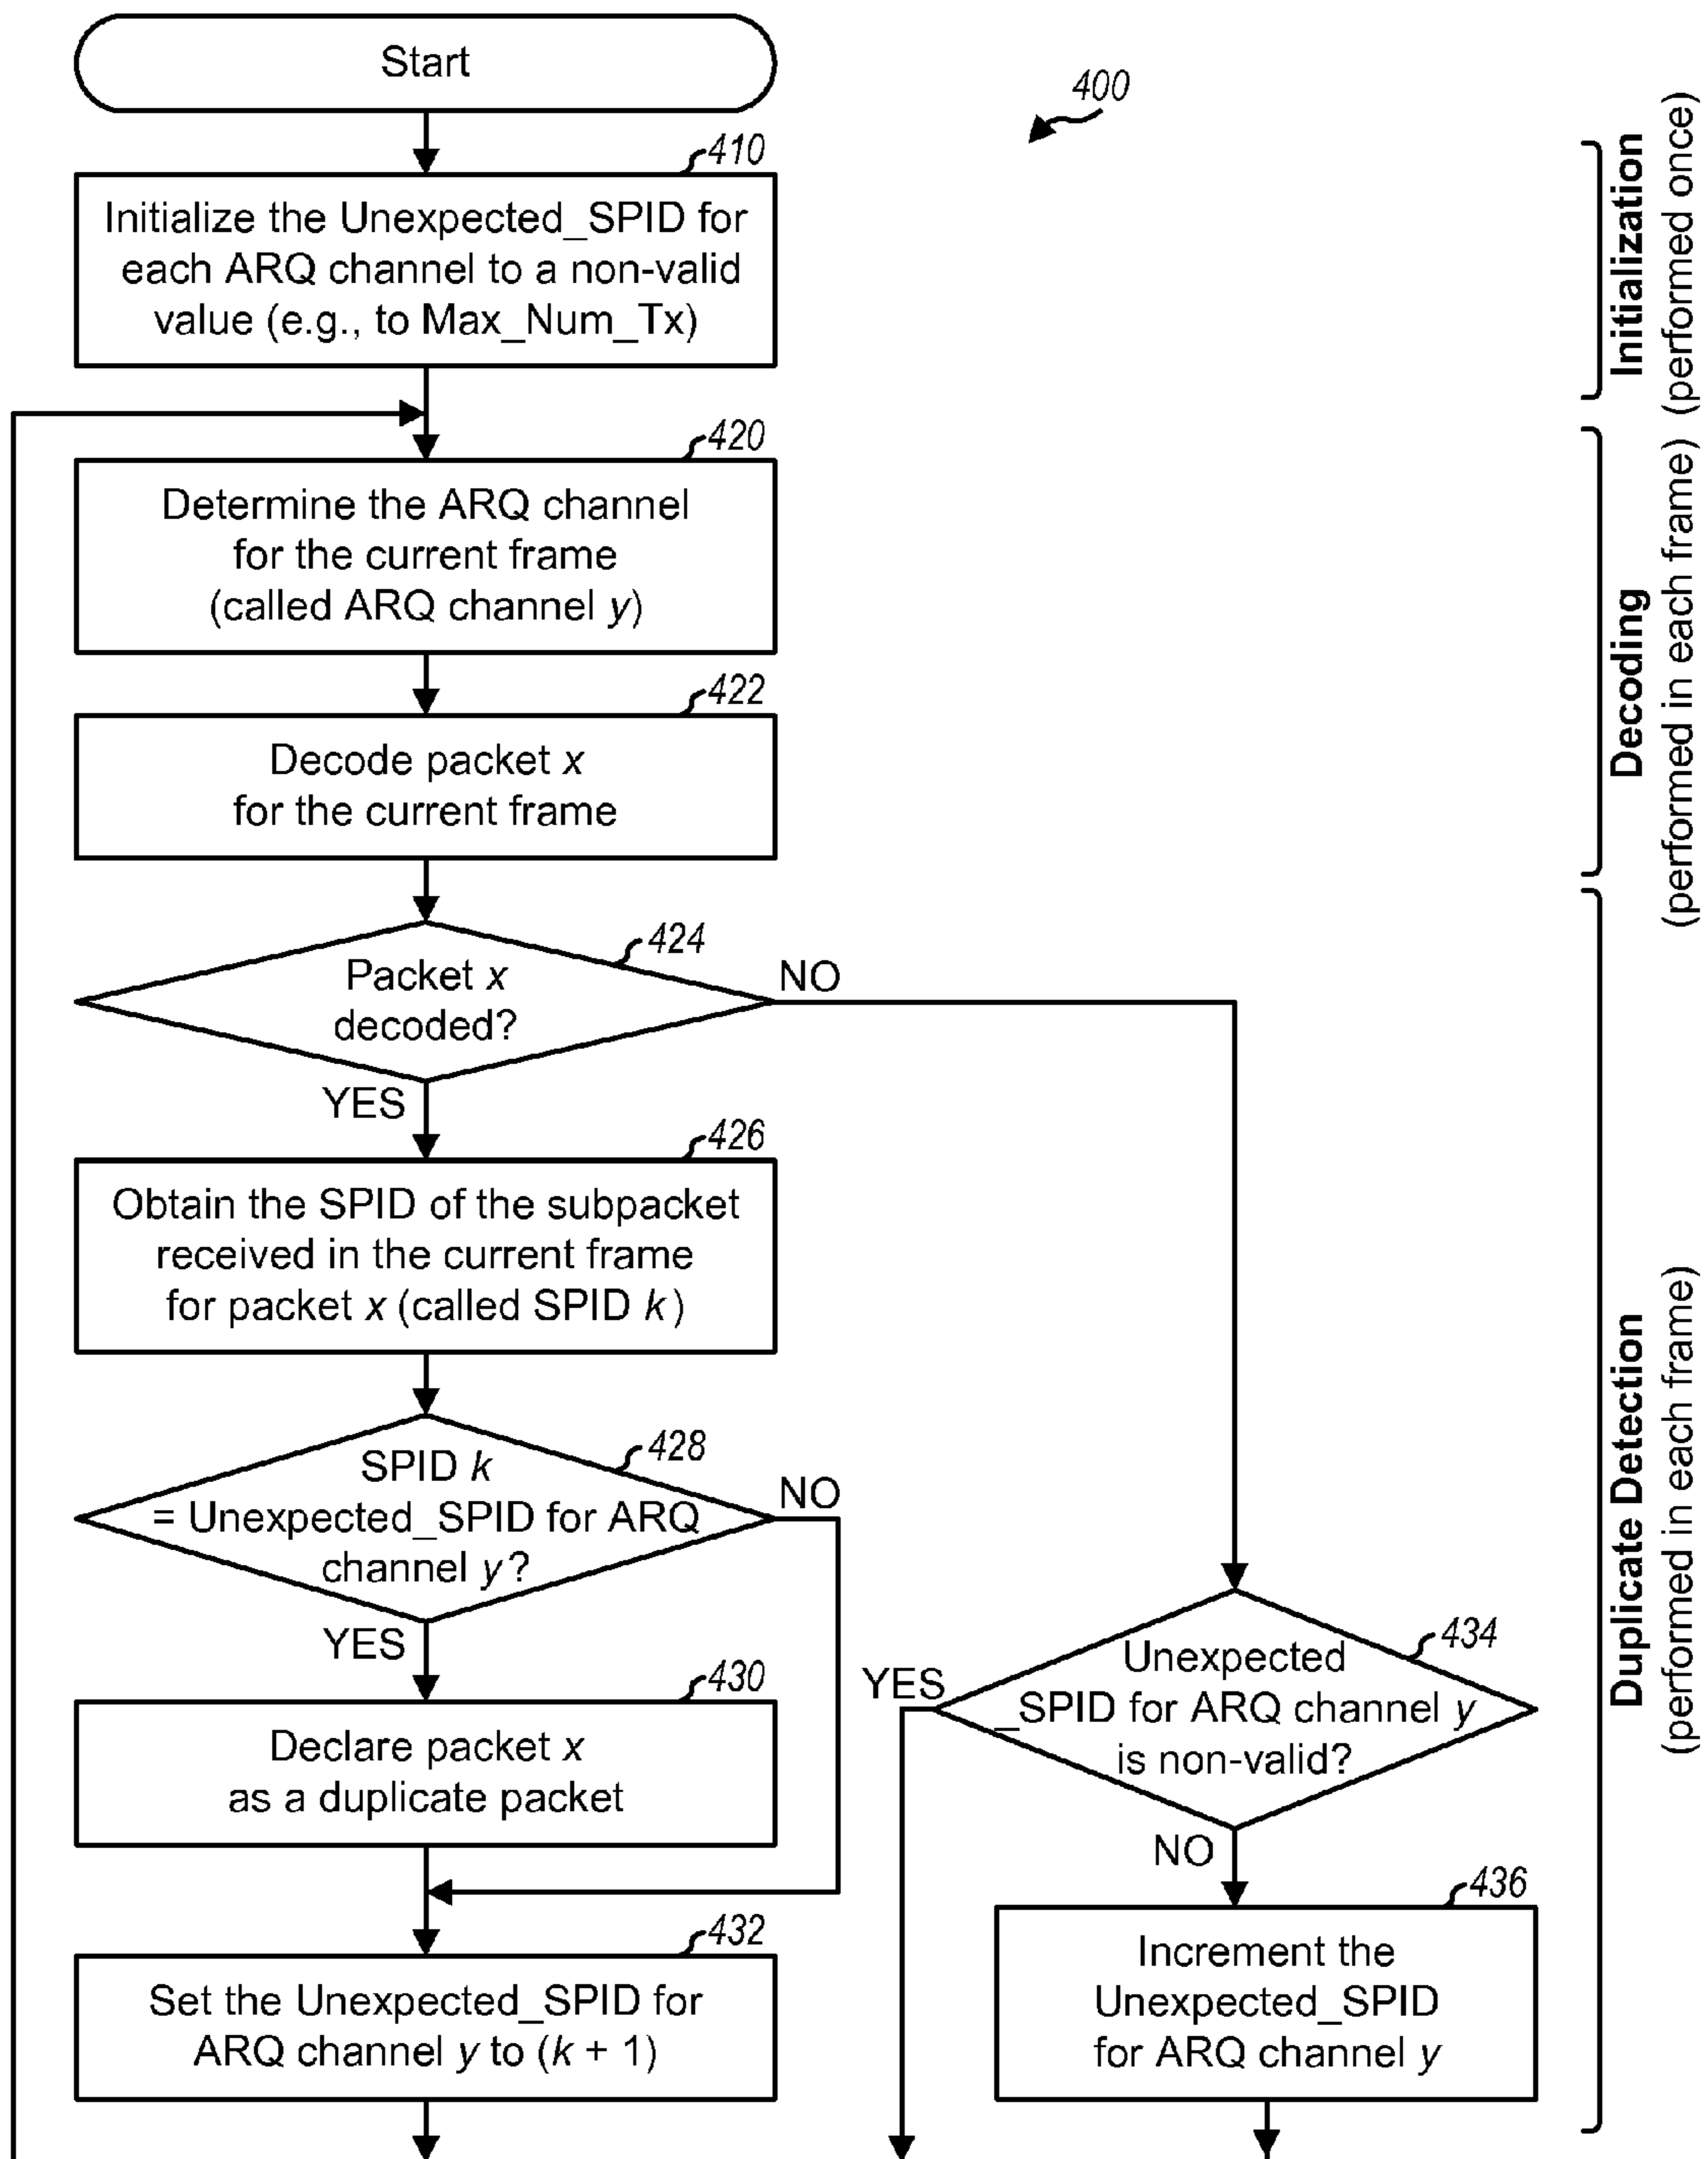 Start
400
410
Initialize the Unexpected_SPID for
each ARQ channel to a non-valid
value (e.g., to Max_Num_Tx)
Initialization
(performed once)
420
Determine the ARQ channel
for the current frame
(called ARQ channel y)
422
Decode packet x
for the current frame
Decoding
(performed in each frame)
424
Packet x
decoded?
NO
YES
426
Obtain the SPID of the subpacket
received in the current frame
for packet x (called SPID k)
428
SPID k
= Unexpected_SPID for ARQ
channel y?
NO
YES
430
Declare packet x
as a duplicate packet
432
Set the Unexpected_SPID for
ARQ channel y to (k + 1)
434
Unexpected
_SPID for ARQ channel y
is non-valid?
YES
NO
436
Increment the
Unexpected_SPID
for ARQ channel y
Duplicate Detection
(performed in each frame)